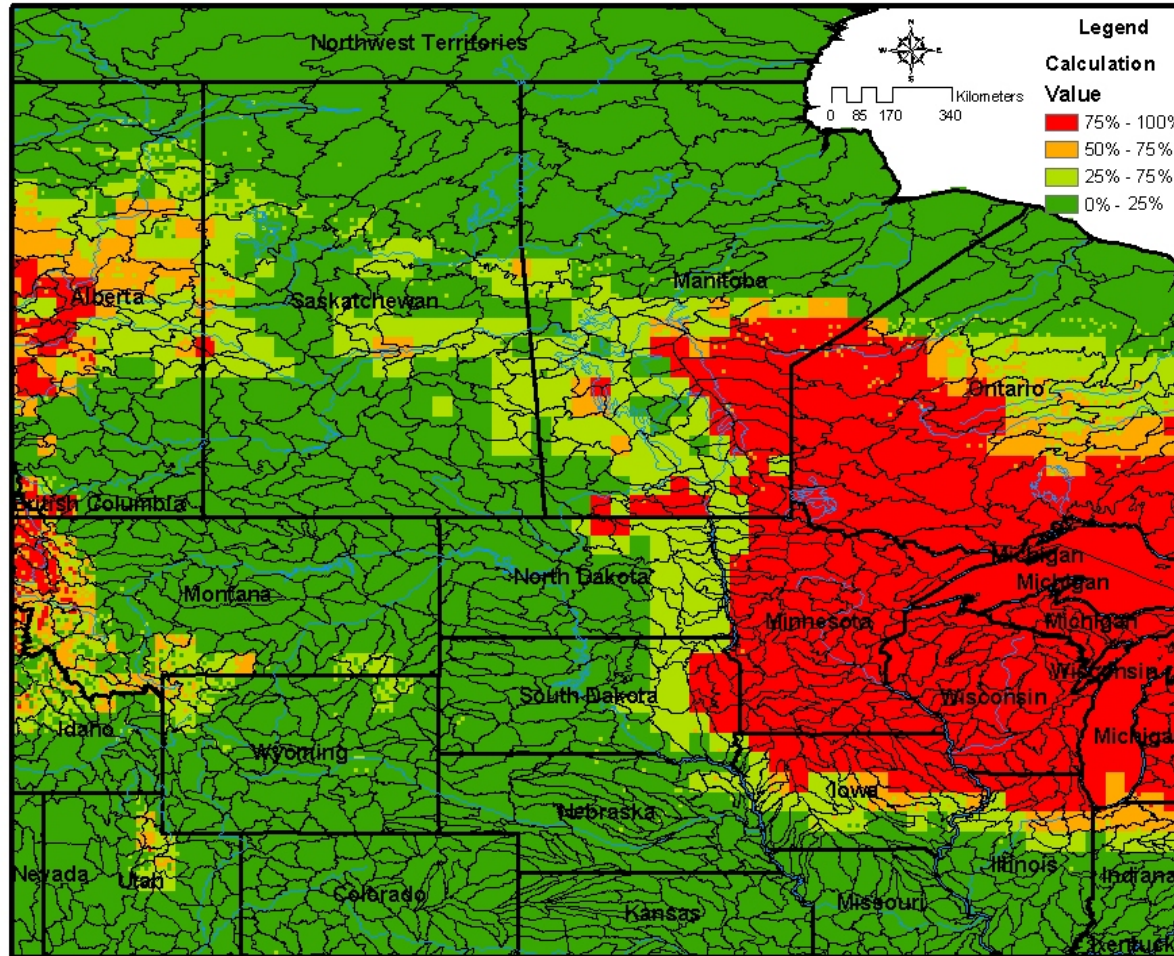 Northwest Territories
N
W E
S
Legend
Calculation
Value
75% - 100%
50% - 75%
25% - 75%
0% - 25%
Kilometers
0 85 170 340
Alberta
Saskatchewan
Manitoba
Ontario
British Columbia
Montana
North Dakota
Minnesota
Michigan
Michigan
Michigan
Wisconsin
Wisconsin
Michigan
South Dakota
Idaho
Wyoming
Nebraska
Iowa
Nevada
Utah
Colorado
Kansas
Missouri
Illinois
Indiana
Kentuck